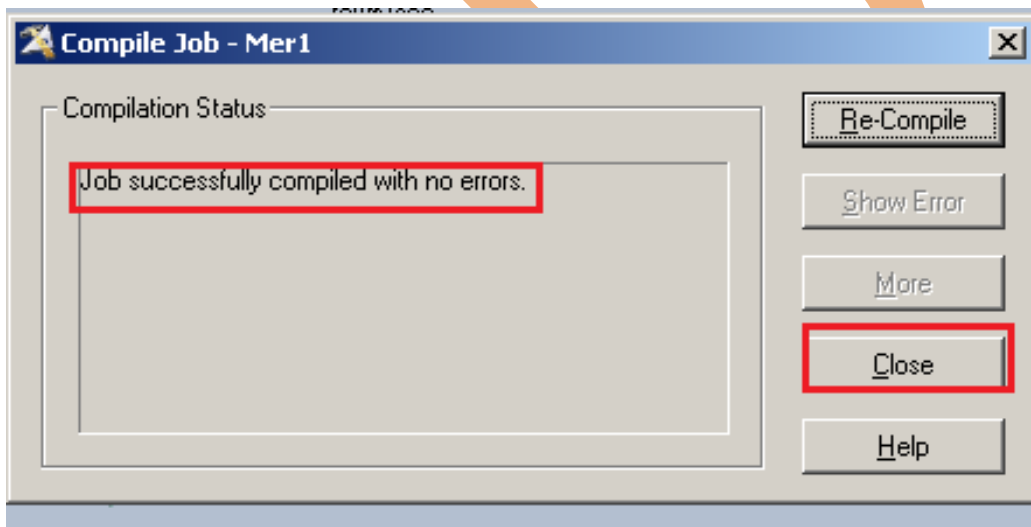 Compile Job - Mer1
Compilation Status
Job successfully compiled with no errors.
Re-Compile
Show Error
More
Close
Help